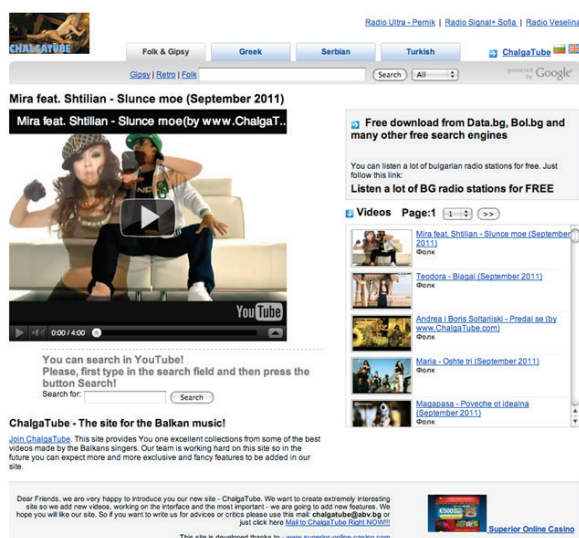 CHALGATUBE
Radio Ultra - Pernik | Radio Signal+ Sofia | Radio Veselina
Folk & Gipsy
Greek
Serbian
Turkish
ChalgaTube
Gipsy | Retro | Folk
Search
All
powered by Google
Mira feat. Shtilian - Slunce moe (September 2011)
Mira feat. Shtilian - Slunce moe(by www.ChalgaT...
YouTube
0:00 / 4:00
You can search in YouTube!
Please, first type in the search field and then press the
button Search!
Search for:
Search
ChalgaTube - The site for the Balkan music!
Join ChalgaTube. This site provides You one excellent collections from some of the best
videos made by the Balkans singers. Our team is working hard on this site so in the
future you can expect more and more exclusive and fancy features to be added in our
site.
Free download from Data.bg, Bol.bg and
many other free search engines
You can listen a lot of bulgarian radio stations for free. Just
follow this link:
Listen a lot of BG radio stations for FREE
Videos Page:1 1 >>
Mira feat. Shtilian - Slunce moe (September
2011)
Фолк
Teodora - Biagai (September 2011)
Фолк
Andrea i Boris Soltariiski - Predai se (by
www.ChalgaTube.com)
Фолк
Maria - Oshte tri (September 2011)
Фолк
Magapasa - Poveche ot idealna
(September 2011)
Фолк
Dear Friends, we are very happy to introduce you our new site - ChalgaTube. We want to create extremely interesting
site so we add new videos, working on the interface and the most important - we are going to add new features. We
hope you will like our site. So if you want to write us for advices or critics please use this mail: chalgatube@abv.bg or
just click here Mail to ChalgaTube Right NOW!!!
This site is developed thanks to - www.superior-online-casino.com
Superior Online Casino